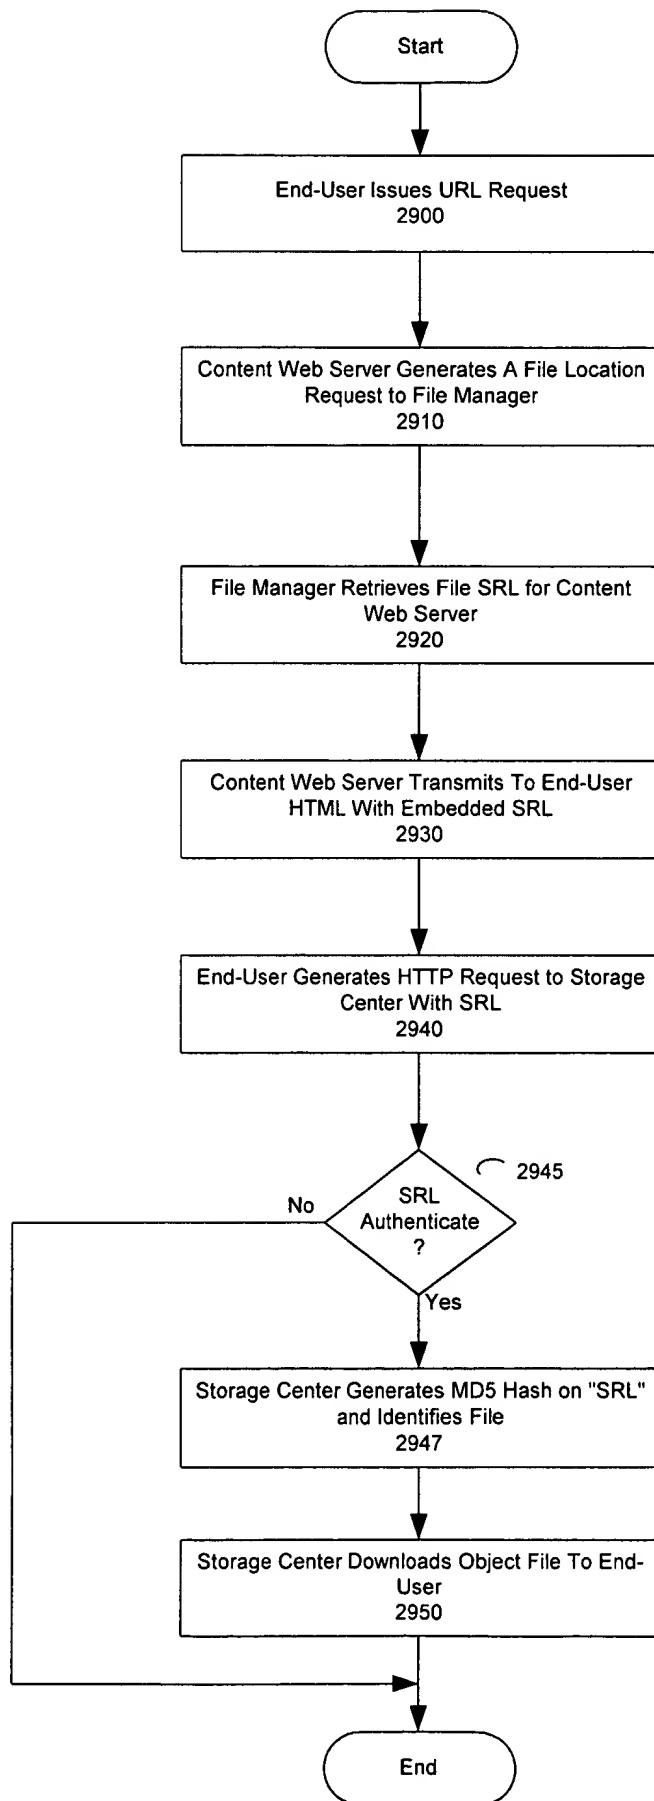 Start
End-User Issues URL Request
2900
Content Web Server Generates A File Location
Request to File Manager
2910
File Manager Retrieves File SRL for Content
Web Server
2920
Content Web Server Transmits To End-User
HTML With Embedded SRL
2930
End-User Generates HTTP Request to Storage
Center With SRL
2940
2945
No
SRL
Authenticate
?
Yes
Storage Center Generates MD5 Hash on "SRL"
and Identifies File
2947
Storage Center Downloads Object File To End-
User
2950
End